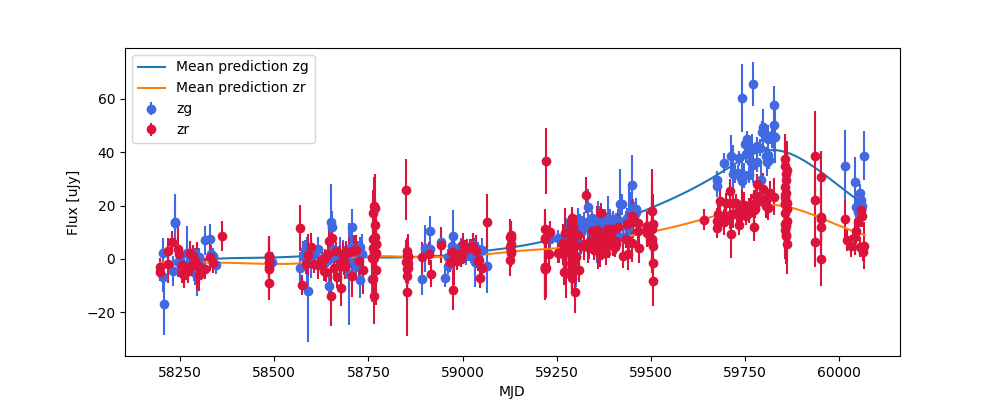 Mean prediction zg
Mean prediction zr
zg
zr
60
40
20
0
−20
Flux [uJy]
58250 58500 58750 59000 59250 59500 59750 60000
MJD